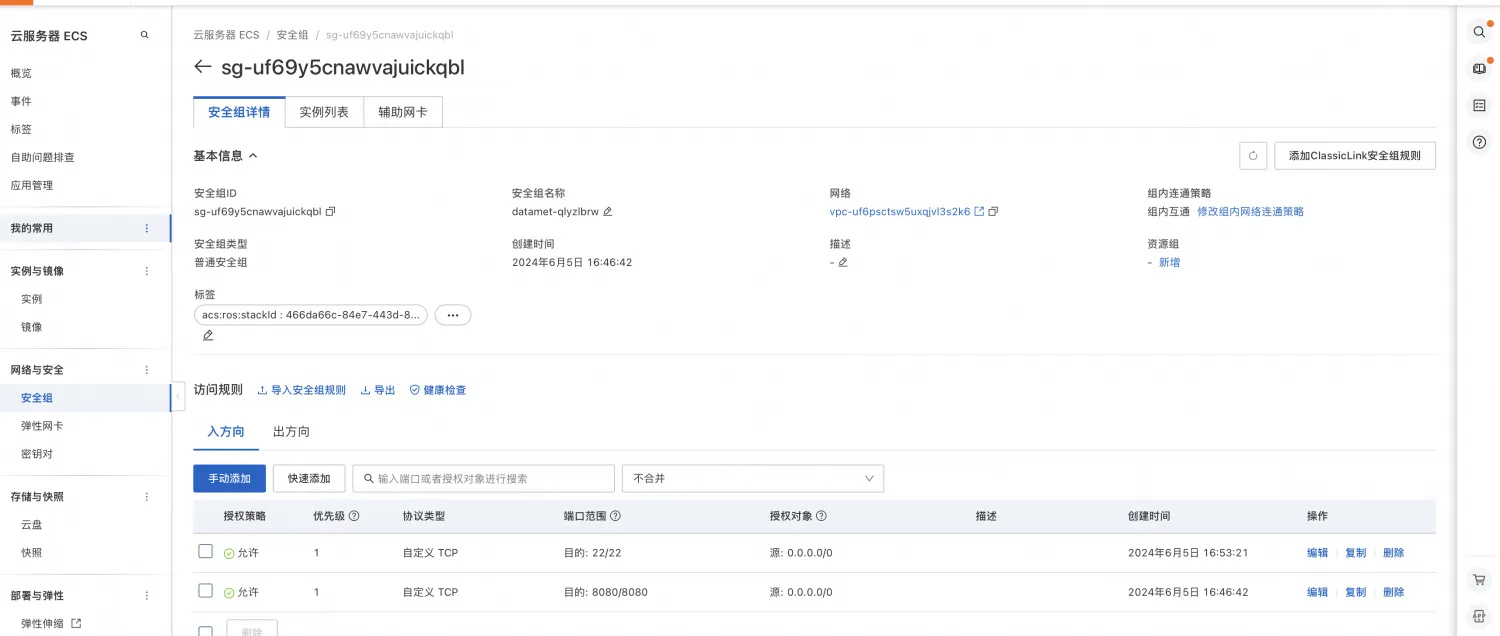 云服务器 ECS
概览
事件
标签
自助问题排查
应用管理
我的常用
实例与镜像
实例
镜像
网络与安全
安全组
弹性网卡
密钥对
存储与快照
云盘
快照
部署与弹性
弹性伸缩
云服务器 ECS / 安全组 / sg-uf69y5cnawvajuickqbl
sg-uf69y5cnawvajuickqbl
安全组详情 实例列表 辅助网卡
基本信息
添加ClassicLink安全组规则
安全组ID 安全组名称 网络 组内连通策略
sg-uf69y5cnawvajuickqbl datamet-qlyzlbrw vpc-uf6psctsw5uxqjvl3s2k6 组内互通 修改组内网络连通策略
安全组类型 创建时间 描述 资源组
普通安全组 2024年6月5日 16:46:42 - - 新增
标签
acs:ros:stackId : 466da66c-84e7-443d-8... ...
访问规则 导入安全组规则 导出 健康检查
入方向 出方向
手动添加 快速添加 输入端口或者授权对象进行搜索 不合并
授权策略 优先级 协议类型 端口范围 授权对象 描述 创建时间 操作
允许 1 自定义 TCP 目的: 22/22 源: 0.0.0.0/0 2024年6月5日 16:53:21 编辑 复制 删除
允许 1 自定义 TCP 目的: 8080/8080 源: 0.0.0.0/0 2024年6月5日 16:46:42 编辑 复制 删除
删除